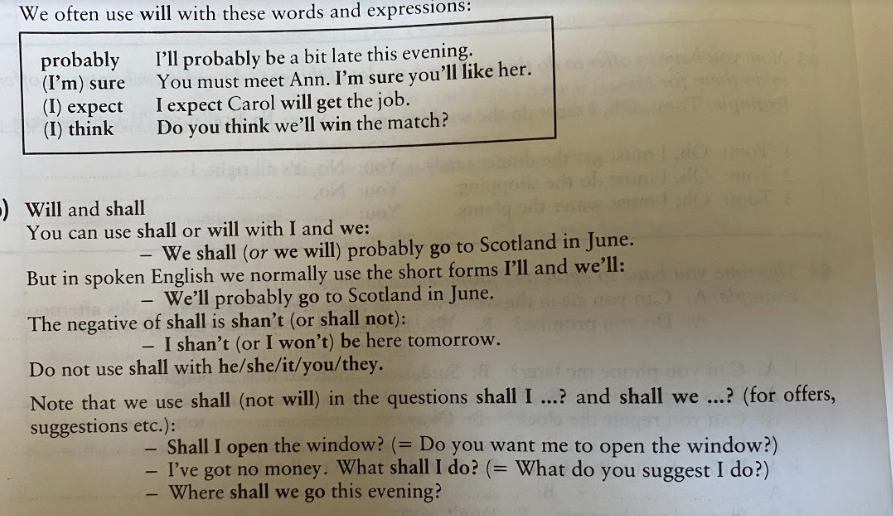 We often use will with these words and expressions:
probably I'll probably be a bit late this evening.
(I'm) sure You must meet Ann. I'm sure you'll like her.
(I) expect I expect Carol will get the job.
(I) think Do you think we'll win the match?
) Will and shall
You can use shall or will with I and we:
– We shall (or we will) probably go to Scotland in June.
But in spoken English we normally use the short forms I'll and we'll:
– We'll probably go to Scotland in June.
The negative of shall is shan't (or shall not):
– I shan't (or I won't) be here tomorrow.
Do not use shall with he/she/it/you/they.
Note that we use shall (not will) in the questions shall I ...? and shall we ...? (for offers,
suggestions etc.):
– Shall I open the window? (= Do you want me to open the window?)
– I've got no money. What shall I do? (= What do you suggest I do?)
– Where shall we go this evening?